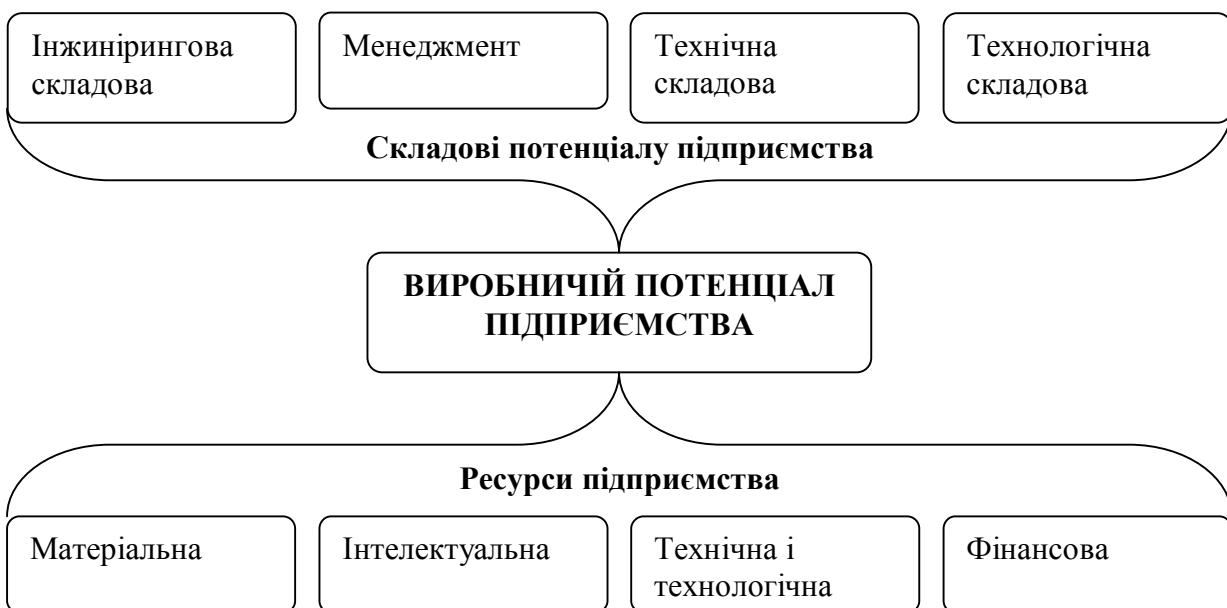 Інжинірингова
складова
Менеджмент
Технічна
складова
Технологічна
складова
Складові потенціалу підприємства
ВИРОБНИЧІЙ ПОТЕНЦІАЛ
ПІДПРИЄМСТВА
Ресурси підприємства
Матеріальна
Інтелектуальна
Технічна і
технологічна
Фінансова